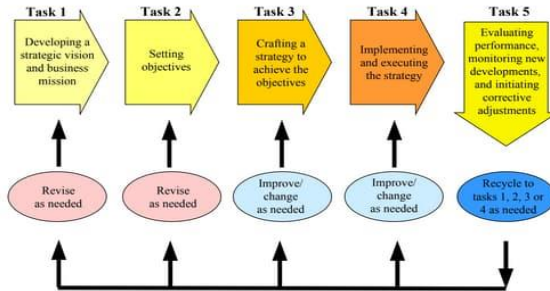 Task 1
Task 2
Task 3
Task 4
Task 5
Developing a
strategic vision
and business
mission
Setting
objectives
Crafting a
strategy to
achieve the
objectives
Implementing
and executing
the strategy
Evaluating
performance,
monitoring new
developments,
and initiating
corrective
adjustments
Revise
as needed
Revise
as needed
Improve/
change
as needed
Improve/
change
as needed
Recycle to
tasks 1, 2, 3 or
4 as needed